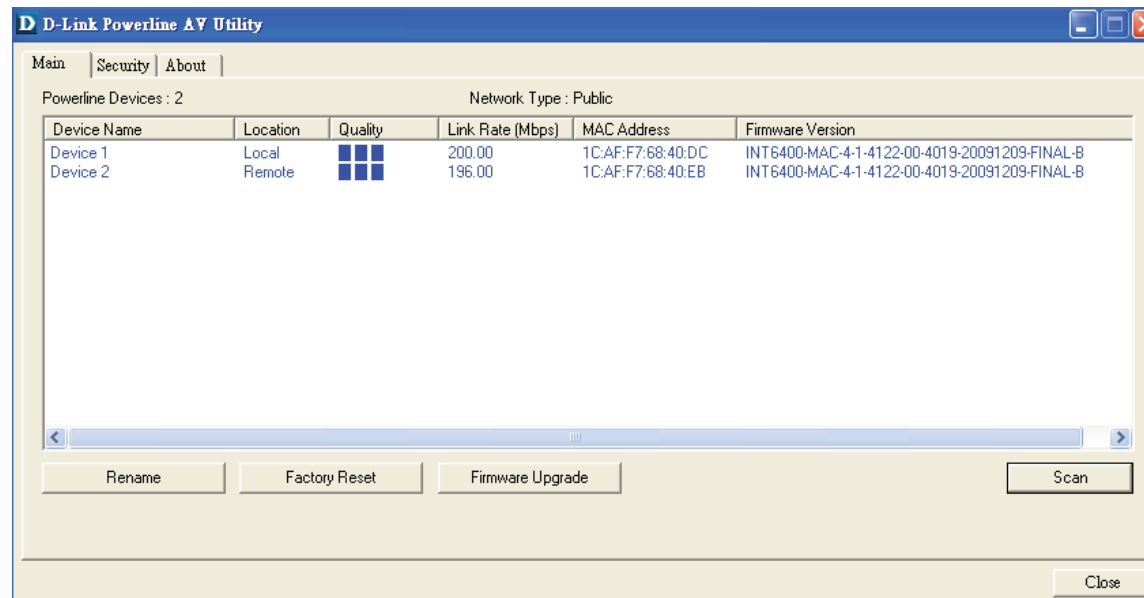 D D-Link Powerline AV Utility
Main Security About
Powerline Devices : 2 Network Type : Public
Device Name Location Quality Link Rate (Mbps) MAC Address Firmware Version
Device 1 Local 200.00 1C:AF:F7:68:40:DC INT6400-MAC-4-1-4122-00-4019-20091209-FINAL-B
Device 2 Remote 196.00 1C:AF:F7:68:40:EB INT6400-MAC-4-1-4122-00-4019-20091209-FINAL-B
Rename Factory Reset Firmware Upgrade Scan
Close